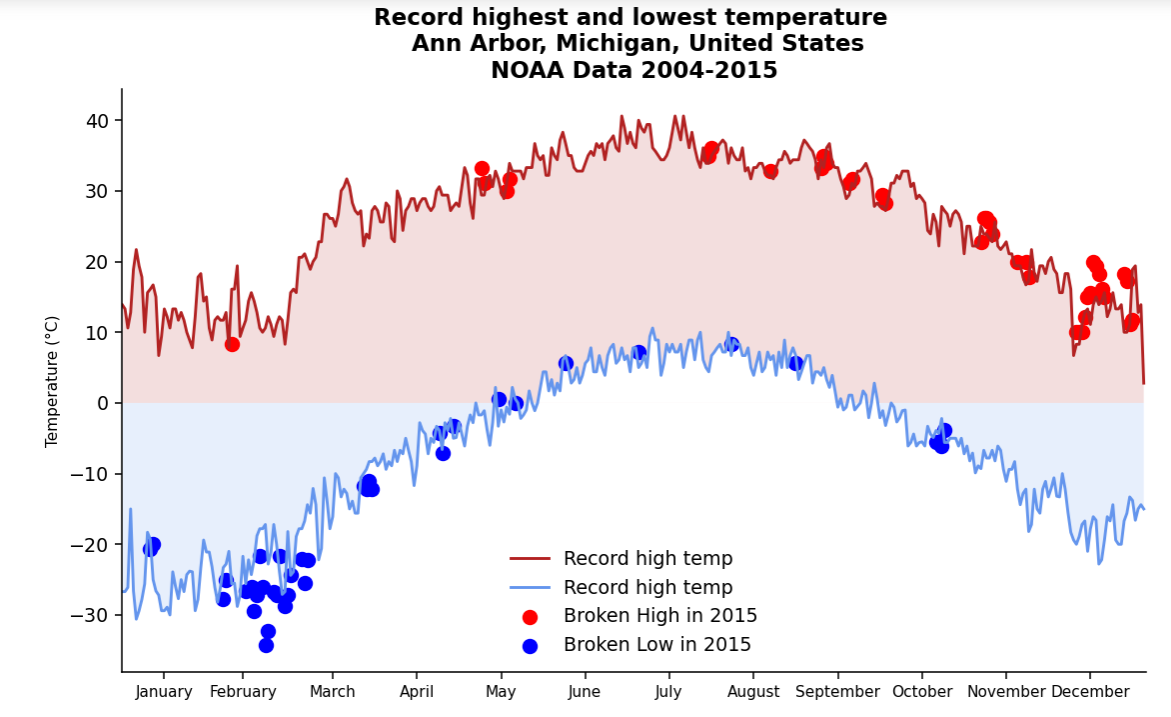 Record highest and lowest temperature
Ann Arbor, Michigan, United States
NOAA Data 2004-2015
Temperature (°C)
40
30
20
10
0
−10
−20
−30
Record high temp
Record high temp
Broken High in 2015
Broken Low in 2015
January February March April May June July August September October November December